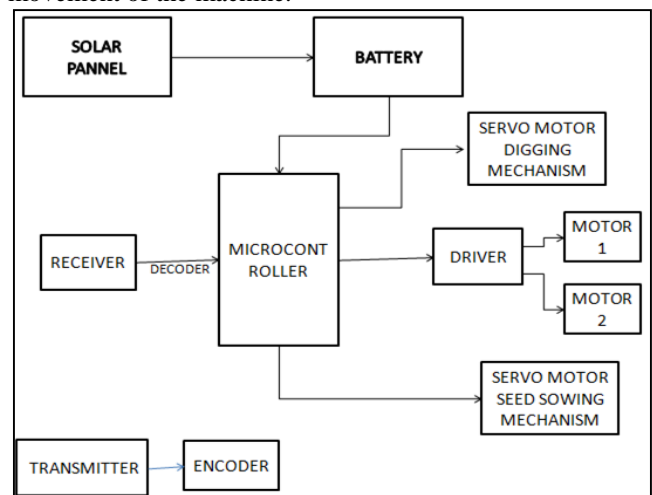 movement of the machine.
SOLAR
PANNEL
BATTERY
SERVO MOTOR
DIGGING
MECHANISM
MICROCONT
ROLLER
RECEIVER
DECODER
DRIVER
MOTOR
1
MOTOR
2
SERVO MOTOR
SEED SOWING
MECHANISM
TRANSMITTER
ENCODER